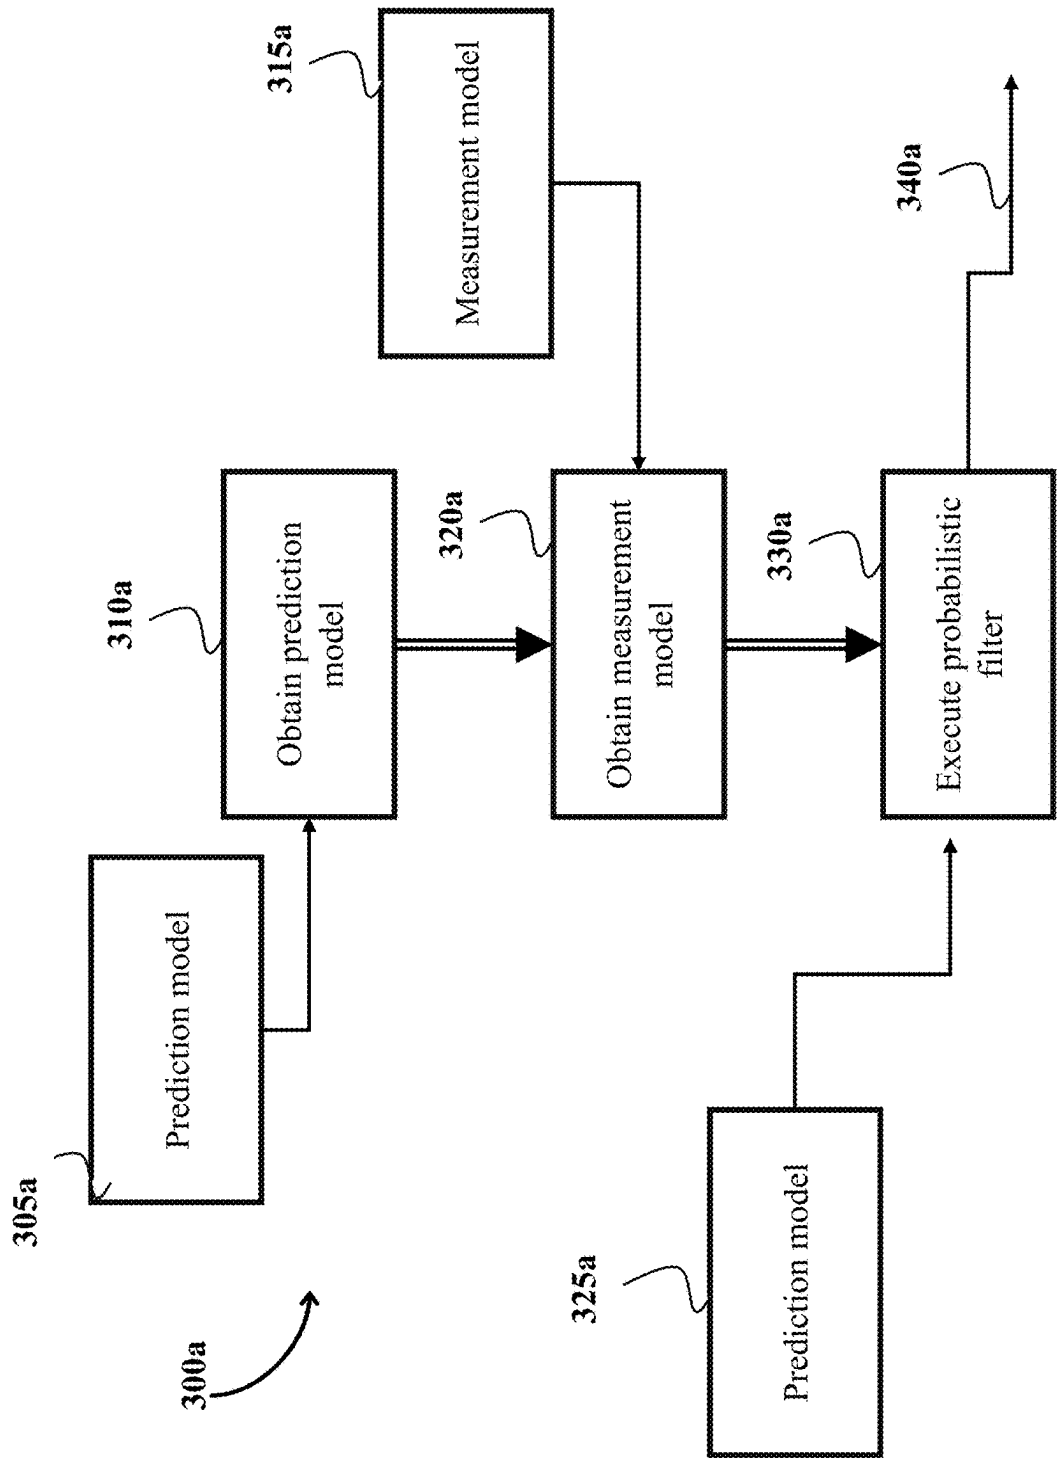 300a
305a
Prediction model
310a
Obtain prediction
model
315a
Measurement model
320a
Obtain measurement
model
325a
Prediction model
330a
Execute probabilistic
filter
340a